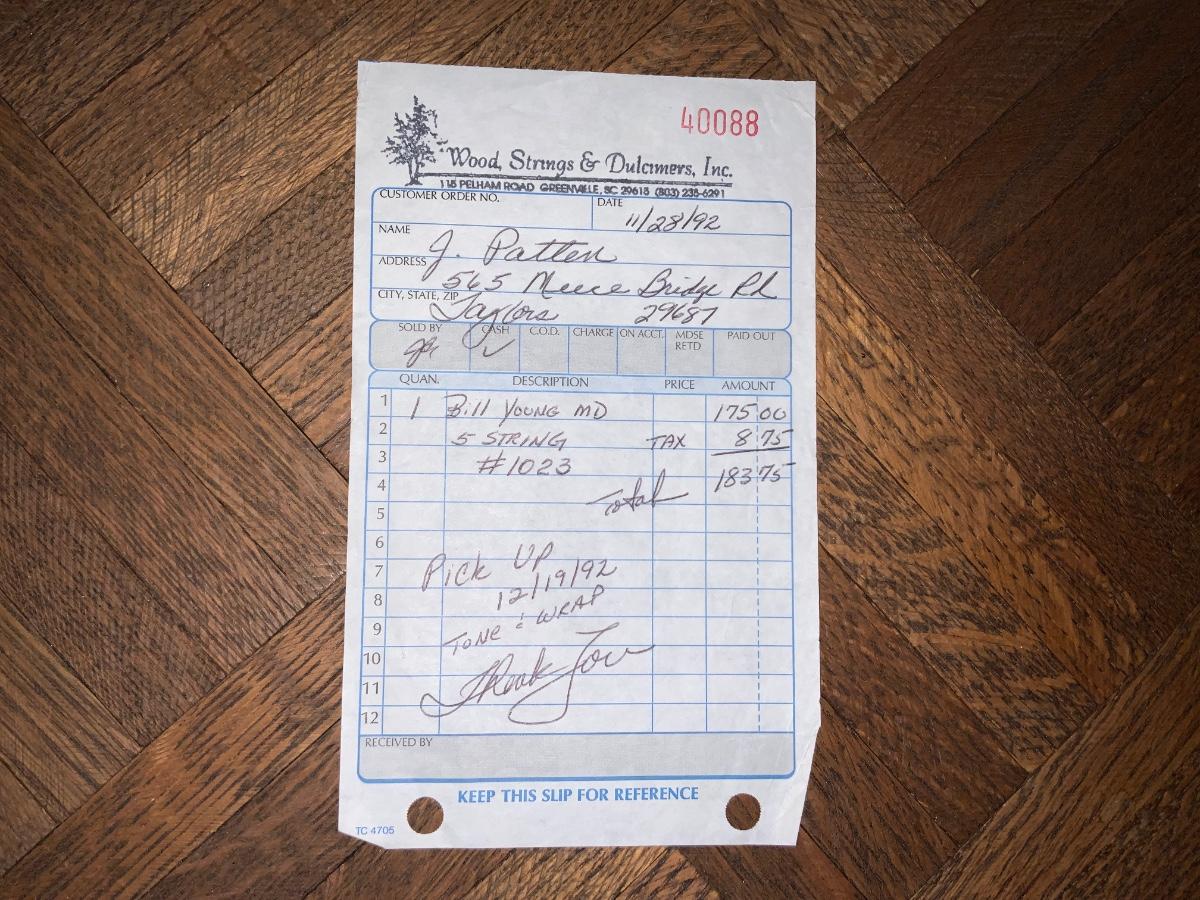 40088
Wood, Strings & Dulcimers, Inc.
115 PELHAM ROAD GREENVILLE, SC 29615 (803) 235-6291
CUSTOMER ORDER NO. DATE 11/28/92
NAME J. Patten
ADDRESS 565 Meece Bridge Rd
CITY, STATE, ZIP Taylors 29687
SOLD BY CASH C.O.D. CHARGE ON ACCT. MDSE RETD PAID OUT
✓
QUAN. DESCRIPTION PRICE AMOUNT
1 1 Bill YOUNG MD 175 00
2 5 STRING TAX 8 75
3 #1023 183 75
4 Total
5
6
7 Pick UP
8 12/19/92
9 TONE & WRAP
10 Thank You
11
12
RECEIVED BY
KEEP THIS SLIP FOR REFERENCE
TC 4705